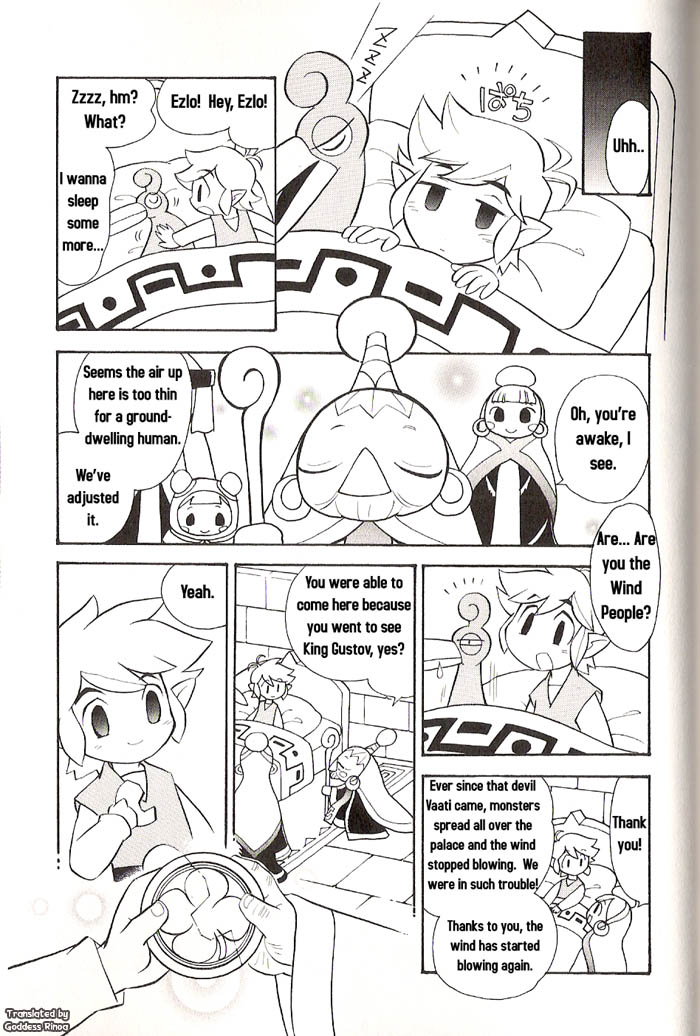 Uhh..
ぱち
ZZZZ
Ezlo! Hey, Ezlo!
Zzzz, hm?
What?
I wanna
sleep
some
more...
Oh, you're
awake, I
see.
Seems the air up
here is too thin
for a ground-
dwelling human.
We've
adjusted
it.
Are... Are
you the
Wind
People?
You were able to
come here because
you went to see
King Gustov, yes?
Yeah.
Thank
you!
Ever since that devil
Vaati came, monsters
spread all over the
palace and the wind
stopped blowing. We
were in such trouble!
Thanks to you, the
wind has started
blowing again.
Translated by
Goddess Rinoa